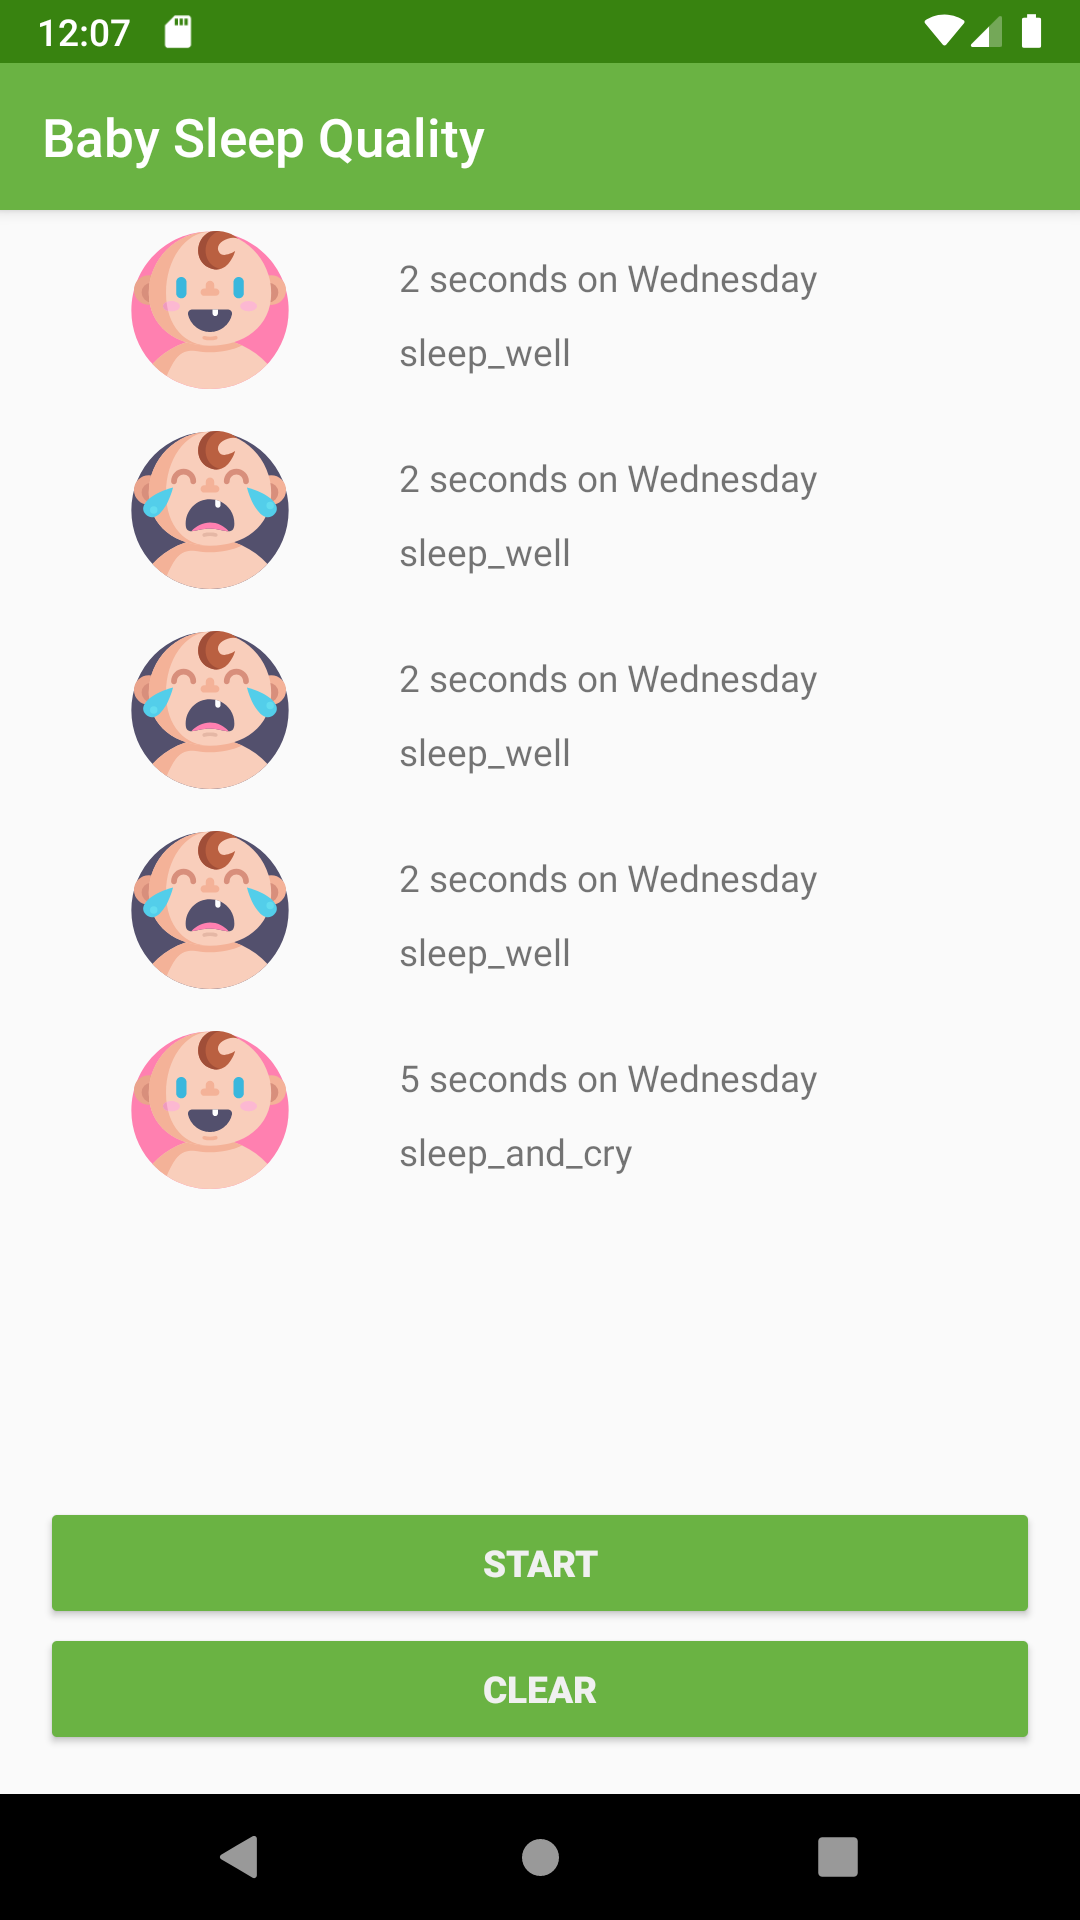 12:07
Baby Sleep Quality
2 seconds on Wednesday
sleep_well
2 seconds on Wednesday
sleep_well
2 seconds on Wednesday
sleep_well
2 seconds on Wednesday
sleep_well
5 seconds on Wednesday
sleep_and_cry
START
CLEAR